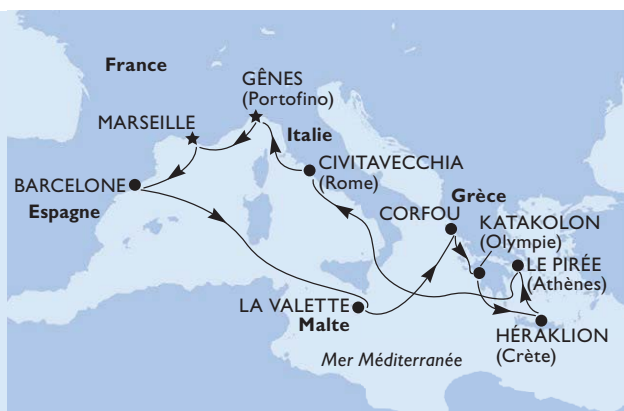 France
GÊNES
(Portofino)
MARSEILLE
Italie
CIVITAVECCHIA
(Rome)
BARCELONE
Espagne
Grèce
CORFOU
KATAKOLON
(Olympie)
LE PIRÉE
(Athènes)
LA VALETTE
Malte
HÉRAKLION
(Crète)
Mer Méditerranée